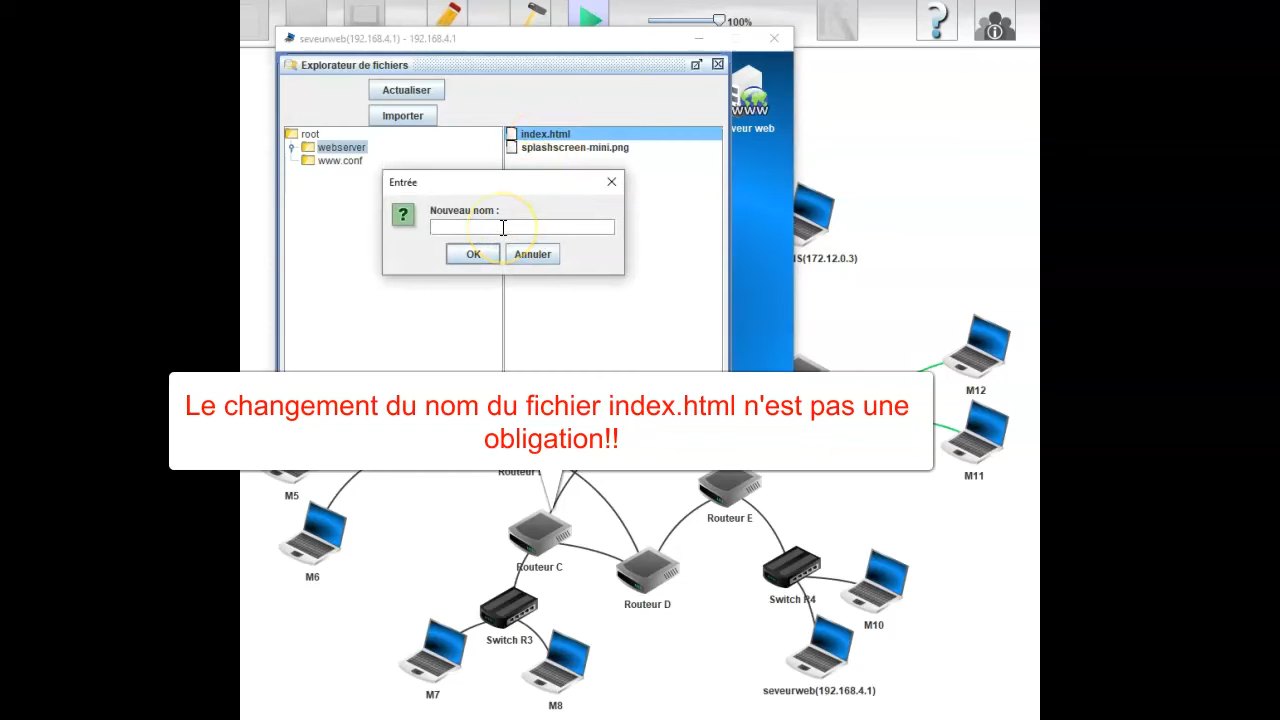 100%
seveurweb(192.168.4.1) - 192.168.4.1
Explorateur de fichiers
Actualiser
Importer
root
webserver
www.conf
index.html
splashscreen-mini.png
WWW
veur web
Entrée
Nouveau nom :
OK
Annuler
S(172.12.0.3)
M12
Le changement du nom du fichier index.html n'est pas une
obligation!!
M11
M5
Routeur
Routeur E
M6
Routeur C
Routeur D
Switch R4
M10
Switch R3
M7
M8
seveurweb(192.168.4.1)